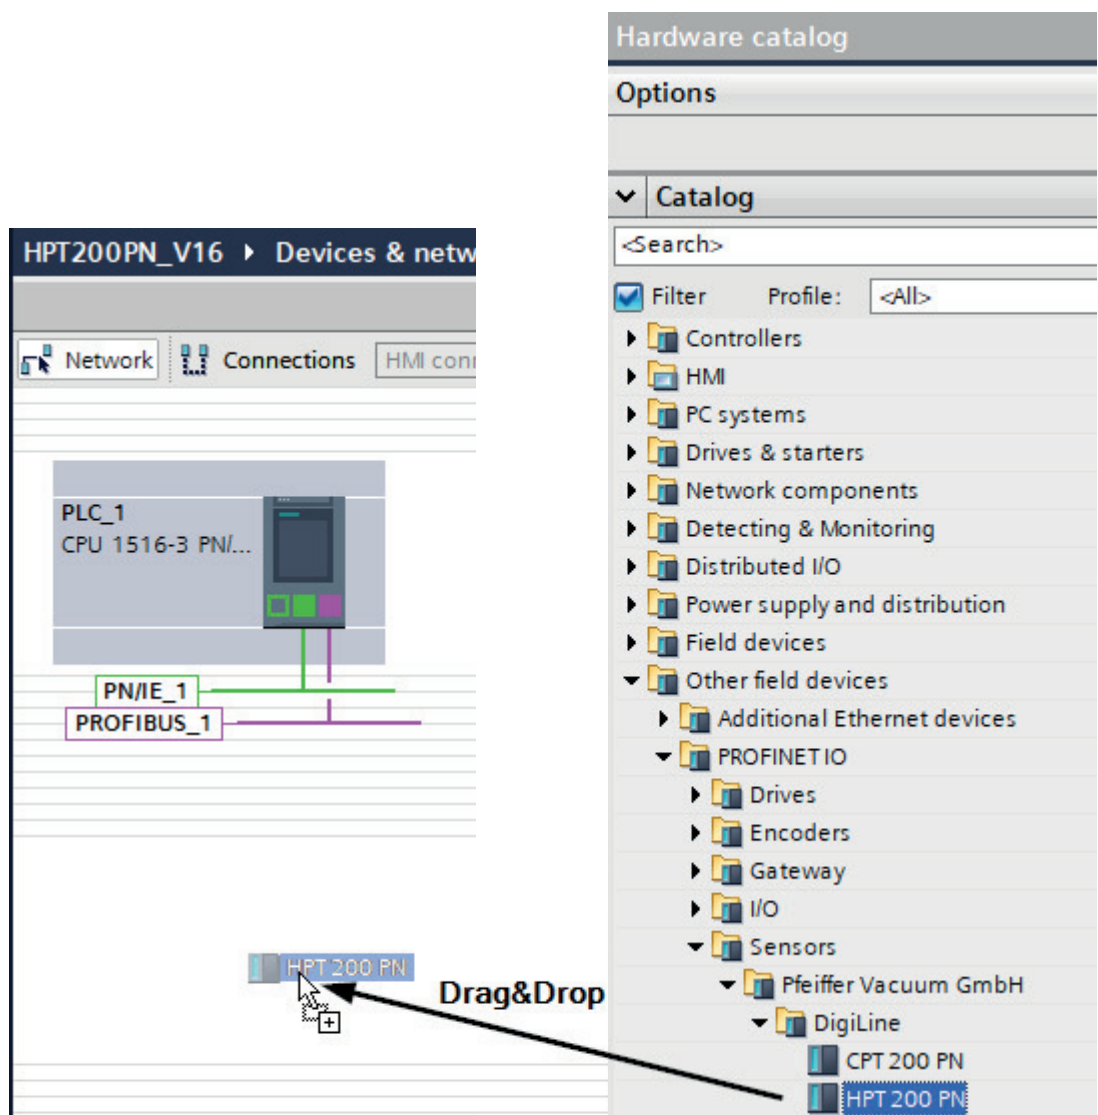 Hardware catalog
Options
Catalog
<Search>
Filter Profile: <All>
Controllers
HMI
PC systems
Drives & starters
Network components
Detecting & Monitoring
Distributed I/O
Power supply and distribution
Field devices
Other field devices
Additional Ethernet devices
PROFINET IO
Drives
Encoders
Gateway
I/O
Sensors
Pfeiffer Vacuum GmbH
DigiLine
CPT 200 PN
HPT 200 PN
HPT200PN_V16 Devices & netw
Network Connections HMI conn
PLC_1
CPU 1516-3 PN/...
PN/IE_1
PROFIBUS_1
HPT 200 PN
Drag&Drop